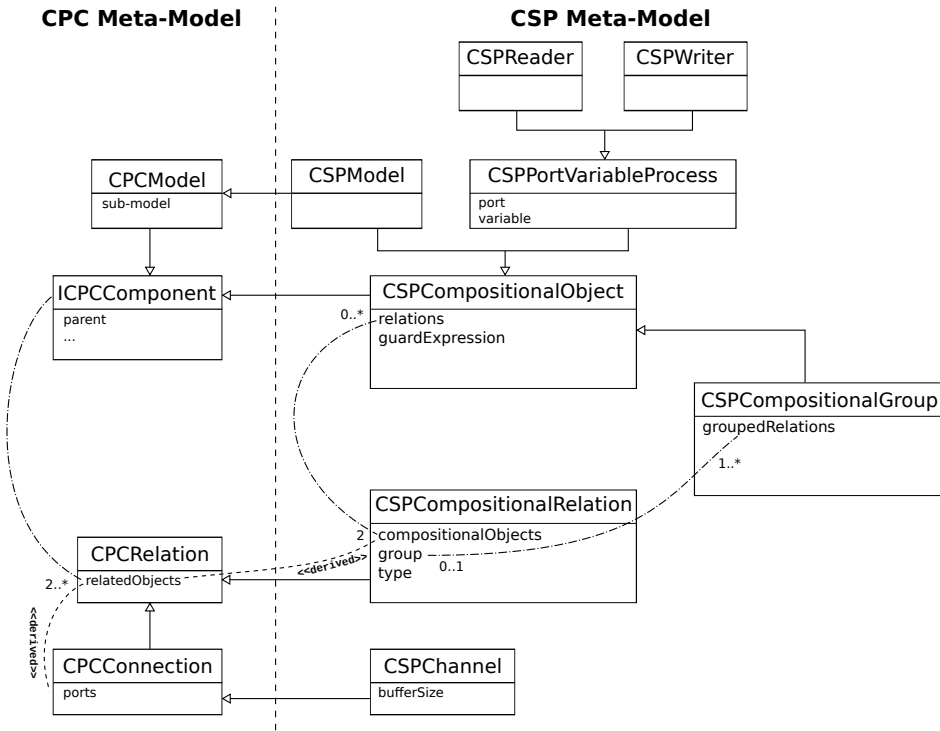 CPC Meta-Model
CSP Meta-Model
CSPReader
CSPWriter
CPCModel
sub-model
CSPModel
CSPPortVariableProcess
port
variable
ICPCComponent
parent
...
CSPCompositionalObject
0..*
relations
guardExpression
CSPCompositionalGroup
groupedRelations
1..*
CSPCompositionalRelation
2
compositionalObjects
group
0..1
type
<<derived>>
CPCRelation
2..*
relatedObjects
<<derived>>
CPCConnection
ports
CSPChannel
bufferSize